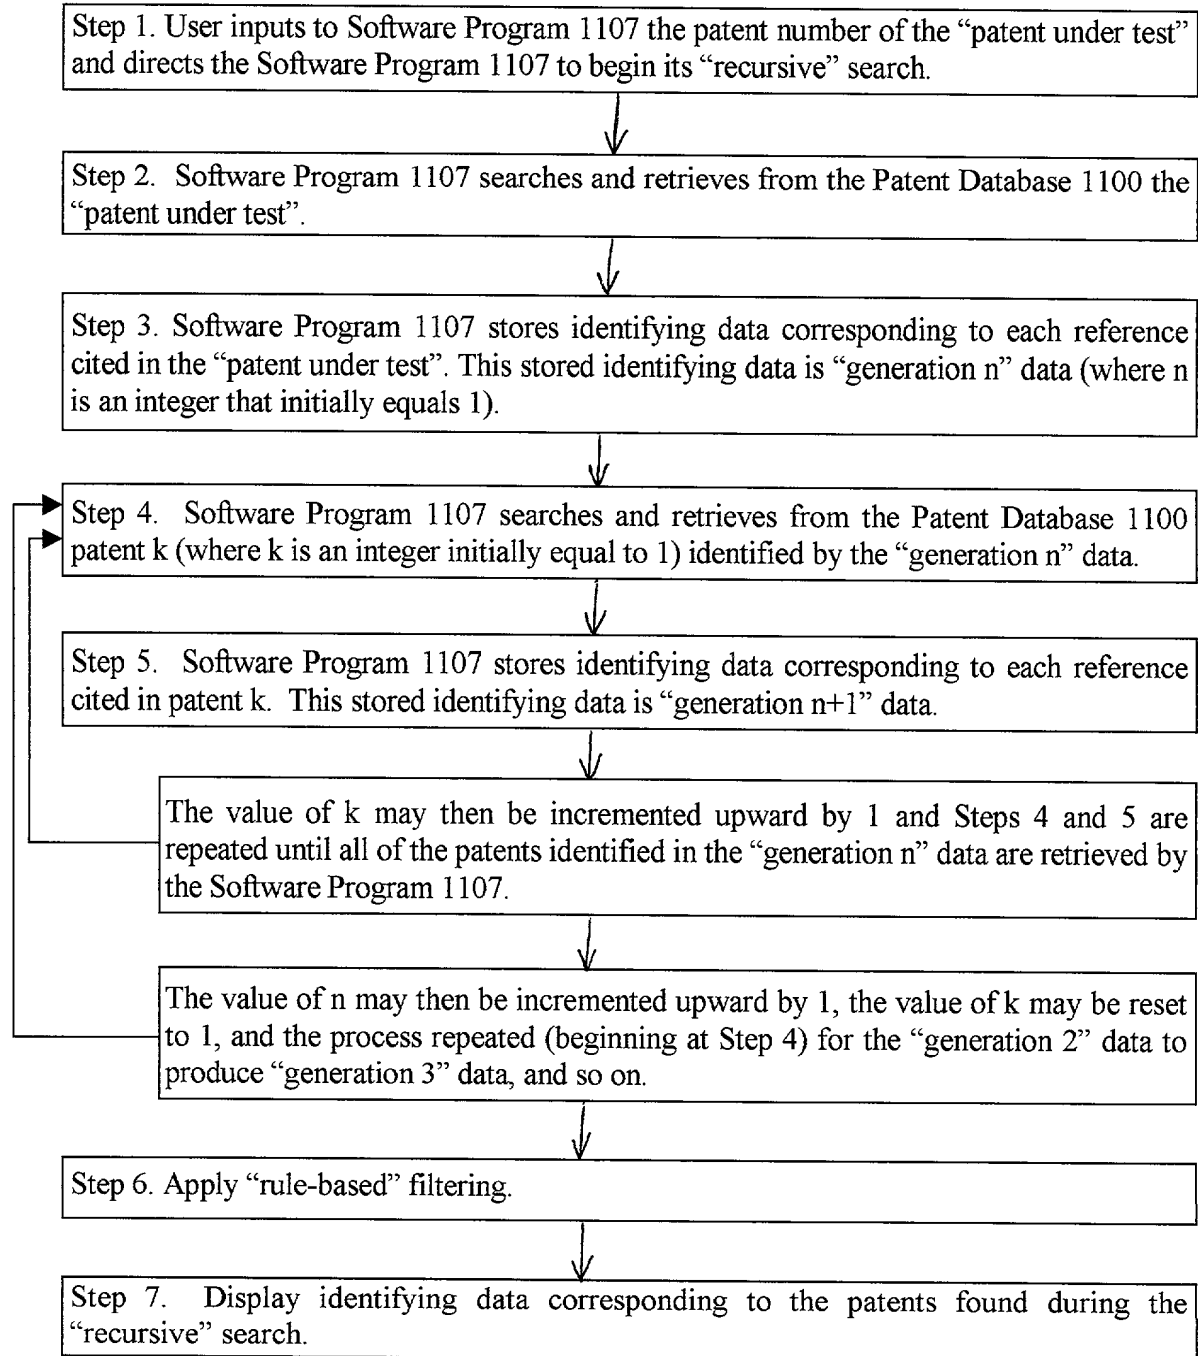 Step 1. User inputs to Software Program 1107 the patent number of the “patent under test”
and directs the Software Program 1107 to begin its “recursive” search.
Step 2. Software Program 1107 searches and retrieves from the Patent Database 1100 the
“patent under test”.
Step 3. Software Program 1107 stores identifying data corresponding to each reference
cited in the “patent under test”. This stored identifying data is “generation n” data (where n
is an integer that initially equals 1).
Step 4. Software Program 1107 searches and retrieves from the Patent Database 1100
patent k (where k is an integer initially equal to 1) identified by the “generation n” data.
Step 5. Software Program 1107 stores identifying data corresponding to each reference
cited in patent k. This stored identifying data is “generation n+1” data.
The value of k may then be incremented upward by 1 and Steps 4 and 5 are
repeated until all of the patents identified in the “generation n” data are retrieved by
the Software Program 1107.
The value of n may then be incremented upward by 1, the value of k may be reset
to 1, and the process repeated (beginning at Step 4) for the “generation 2” data to
produce “generation 3” data, and so on.
Step 6. Apply “rule-based” filtering.
Step 7. Display identifying data corresponding to the patents found during the
“recursive” search.